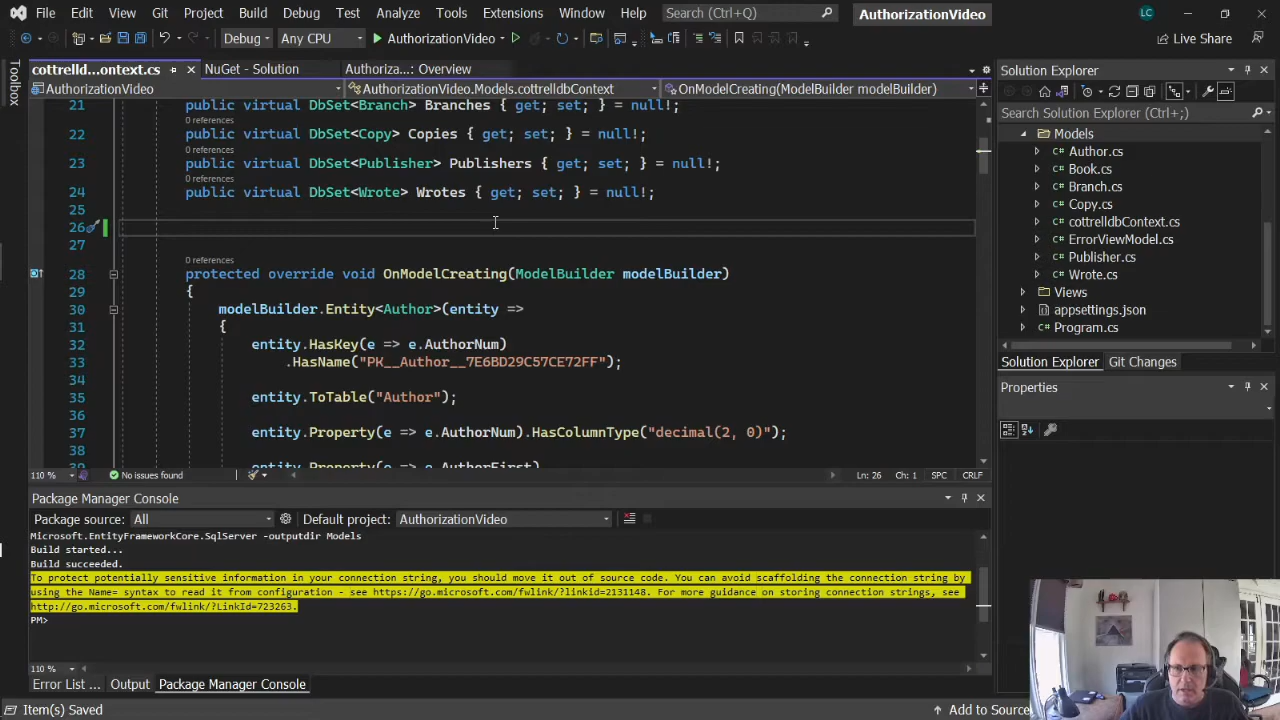 File Edit View Git Project Build Debug Test Analyze Tools Extensions Window Help Search (Ctrl+Q) AuthorizationVideo LC
Debug Any CPU AuthorizationVideo Live Share
Toolbox
cottrelld...ontext.cs NuGet - Solution Authoriza...: Overview
AuthorizationVideo AuthorizationVideo.Models.cottrelldbContext OnModelCreating(ModelBuilder modelBuilder)
21 public virtual DbSet<Branch> Branches { get; set; } = null!;
0 references
22 public virtual DbSet<Copy> Copies { get; set; } = null!;
0 references
23 public virtual DbSet<Publisher> Publishers { get; set; } = null!;
0 references
24 public virtual DbSet<Wrote> Wrotes { get; set; } = null!;
25
26
27
0 references
28 protected override void OnModelCreating(ModelBuilder modelBuilder)
29 {
30 modelBuilder.Entity<Author>(entity =>
31 {
32 entity.HasKey(e => e.AuthorNum)
33 .HasName("PK__Author__7E6BD29C57CE72FF");
34
35 entity.ToTable("Author");
36
37 entity.Property(e => e.AuthorNum).HasColumnType("decimal(2, 0)");
38
39 entity.Property(e => e.AuthorFirst)
110 % No issues found Ln: 26 Ch: 1 SPC CRLF
Package Manager Console
Package source: All Default project: AuthorizationVideo
Microsoft.EntityFrameworkCore.SqlServer -outputdir Models
Build started...
Build succeeded.
To protect potentially sensitive information in your connection string, you should move it out of source code. You can avoid scaffolding the connection string by
using the Name= syntax to read it from configuration - see https://go.microsoft.com/fwlink/?linkid=2131148. For more guidance on storing connection strings, see
http://go.microsoft.com/fwlink/?LinkId=723263.
PM>
110 %
Error List ... Output Package Manager Console
Item(s) Saved Add to Source
Solution Explorer
Search Solution Explorer (Ctrl+;)
Models
Author.cs
Book.cs
Branch.cs
Copy.cs
cottrelldbContext.cs
ErrorViewModel.cs
Publisher.cs
Wrote.cs
Views
appsettings.json
Program.cs
Solution Explorer Git Changes
Properties